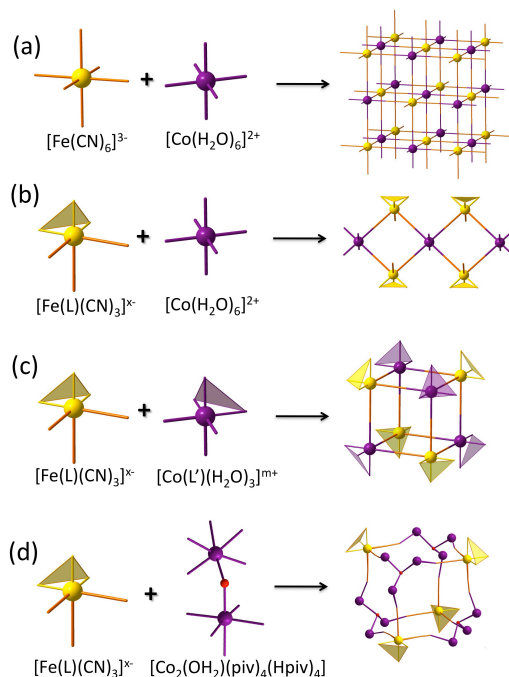 (a)
+
[Fe(CN)₆]³⁻ [Co(H₂O)₆]²⁺
(b)
+
[Fe(L)(CN)₃]ˣ⁻ [Co(H₂O)₆]²⁺
(c)
+
[Fe(L)(CN)₃]ˣ⁻ [Co(L’)(H₂O)₃]ᵐ⁺
(d)
+
[Fe(L)(CN)₃]ˣ⁻ [Co₂(OH₂)(piv)₄(Hpiv)₄]